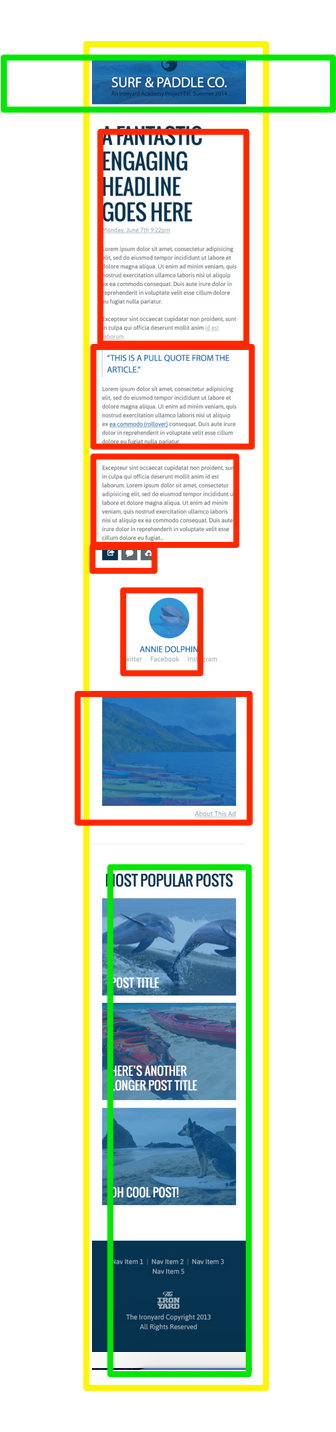 SURF & PADDLE CO.
An Ironyard Academy Project
Summer 2014
A FANTASTIC
ENGAGING
HEADLINE
GOES HERE
Monday, June 7th 9:22pm
Lorem ipsum dolor sit amet, consectetur adipisicing
elit, sed do eiusmod tempor incididunt ut labore et
dolore magna aliqua. Ut enim ad minim veniam, quis
nostrud exercitation ullamco laboris nisi ut aliquip
ex ea commodo consequat. Duis aute irure dolor in
reprehenderit in voluptate velit esse cillum dolore
eu fugiat nulla pariatur.
Excepteur sint occaecat cupidatat non proident, sunt
in culpa qui officia deserunt mollit anim id est
laborum
"THIS IS A PULL QUOTE FROM THE
ARTICLE."
Lorem ipsum dolor sit amet, consectetur adipisicing
elit, sed do eiusmod tempor incididunt ut labore et
dolore magna aliqua. Ut enim ad minim veniam, quis
nostrud exercitation ullamco laboris nisi ut aliquip
ex ea commodo (rollover) consequat. Duis aute irure
dolor in reprehenderit in voluptate velit esse cillum
dolore eu fugiat nulla pariatur.
Excepteur sint occaecat cupidatat non proident, sunt
in culpa qui officia deserunt mollit anim id est
laborum. Lorem ipsum dolor sit amet, consectetur
adipisicing elit, sed do eiusmod tempor incididunt ut
labore et dolore magna aliqua. Ut enim ad minim
veniam, quis nostrud exercitation ullamco laboris
nisi ut aliquip ex ea commodo consequat. Duis aute
irure dolor in reprehenderit in voluptate velit esse
cillum dolore eu fugiat...
ANNIE DOLPHIN
Twitter Facebook Instagram
About This Ad
MOST POPULAR POSTS
POST TITLE
HERE'S ANOTHER
LONGER POST TITLE
OH COOL POST!
Nav Item 1 | Nav Item 2 | Nav Item 3
Nav Item 5
The
IRON
YARD
The Ironyard Copyright 2013
All Rights Reserved